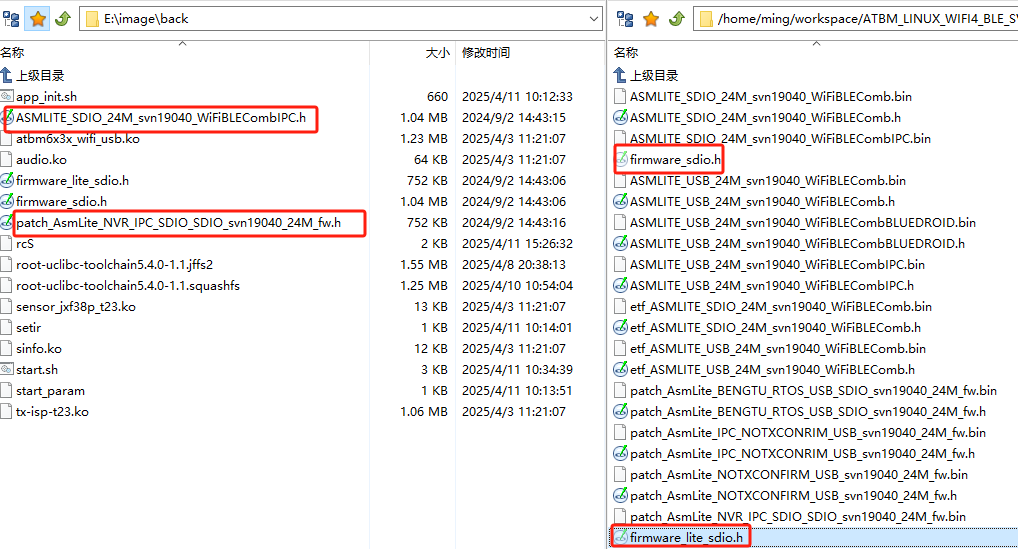 E:\image\back
名称 大小 修改时间
上级目录
app_init.sh 660 2025/4/11 10:12:33
ASMLITE_SDIO_24M_svn19040_WiFiBLECombIPC.h 1.04 MB 2024/9/2 14:43:15
atbm6x3x_wifi_usb.ko 1.23 MB 2025/4/3 11:21:07
audio.ko 64 KB 2025/4/3 11:21:07
firmware_lite_sdio.h 752 KB 2024/9/2 14:43:06
firmware_sdio.h 1.04 MB 2024/9/2 14:43:06
patch_AsmLite_NVR_IPC_SDIO_SDIO_svn19040_24M_fw.h 752 KB 2024/9/2 14:43:16
rcS 2 KB 2025/4/11 15:26:32
root-uclibc-toolchain5.4.0-1.1.jffs2 1.55 MB 2025/4/8 20:38:13
root-uclibc-toolchain5.4.0-1.1.squashfs 1.25 MB 2025/4/10 10:54:04
sensor_jxf38p_t23.ko 13 KB 2025/4/3 11:21:07
setir 1 KB 2025/4/11 10:14:01
sinfo.ko 12 KB 2025/4/3 11:21:07
start.sh 3 KB 2025/4/11 10:34:39
start_param 1 KB 2025/4/11 10:13:51
tx-isp-t23.ko 1.06 MB 2025/4/3 11:21:07
/home/ming/workspace/ATBM_LINUX_WIFI4_BLE_SV
名称
上级目录
ASMLITE_SDIO_24M_svn19040_WiFiBLEComb.bin
ASMLITE_SDIO_24M_svn19040_WiFiBLEComb.h
ASMLITE_SDIO_24M_svn19040_WiFiBLECombIPC.bin
firmware_sdio.h
ASMLITE_USB_24M_svn19040_WiFiBLEComb.bin
ASMLITE_USB_24M_svn19040_WiFiBLEComb.h
ASMLITE_USB_24M_svn19040_WiFiBLECombBLUEDROID.bin
ASMLITE_USB_24M_svn19040_WiFiBLECombBLUEDROID.h
ASMLITE_USB_24M_svn19040_WiFiBLECombIPC.bin
ASMLITE_USB_24M_svn19040_WiFiBLECombIPC.h
etf_ASMLITE_SDIO_24M_svn19040_WiFiBLEComb.bin
etf_ASMLITE_SDIO_24M_svn19040_WiFiBLEComb.h
etf_ASMLITE_USB_24M_svn19040_WiFiBLEComb.bin
etf_ASMLITE_USB_24M_svn19040_WiFiBLEComb.h
patch_AsmLite_BENGTU_RTOS_USB_SDIO_svn19040_24M_fw.bin
patch_AsmLite_BENGTU_RTOS_USB_SDIO_svn19040_24M_fw.h
patch_AsmLite_IPC_NOTXCONRIM_USB_svn19040_24M_fw.bin
patch_AsmLite_IPC_NOTXCONRIM_USB_svn19040_24M_fw.h
patch_AsmLite_NOTXCONFIRM_USB_svn19040_24M_fw.bin
patch_AsmLite_NOTXCONFIRM_USB_svn19040_24M_fw.h
patch_AsmLite_NVR_IPC_SDIO_SDIO_svn19040_24M_fw.bin
firmware_lite_sdio.h